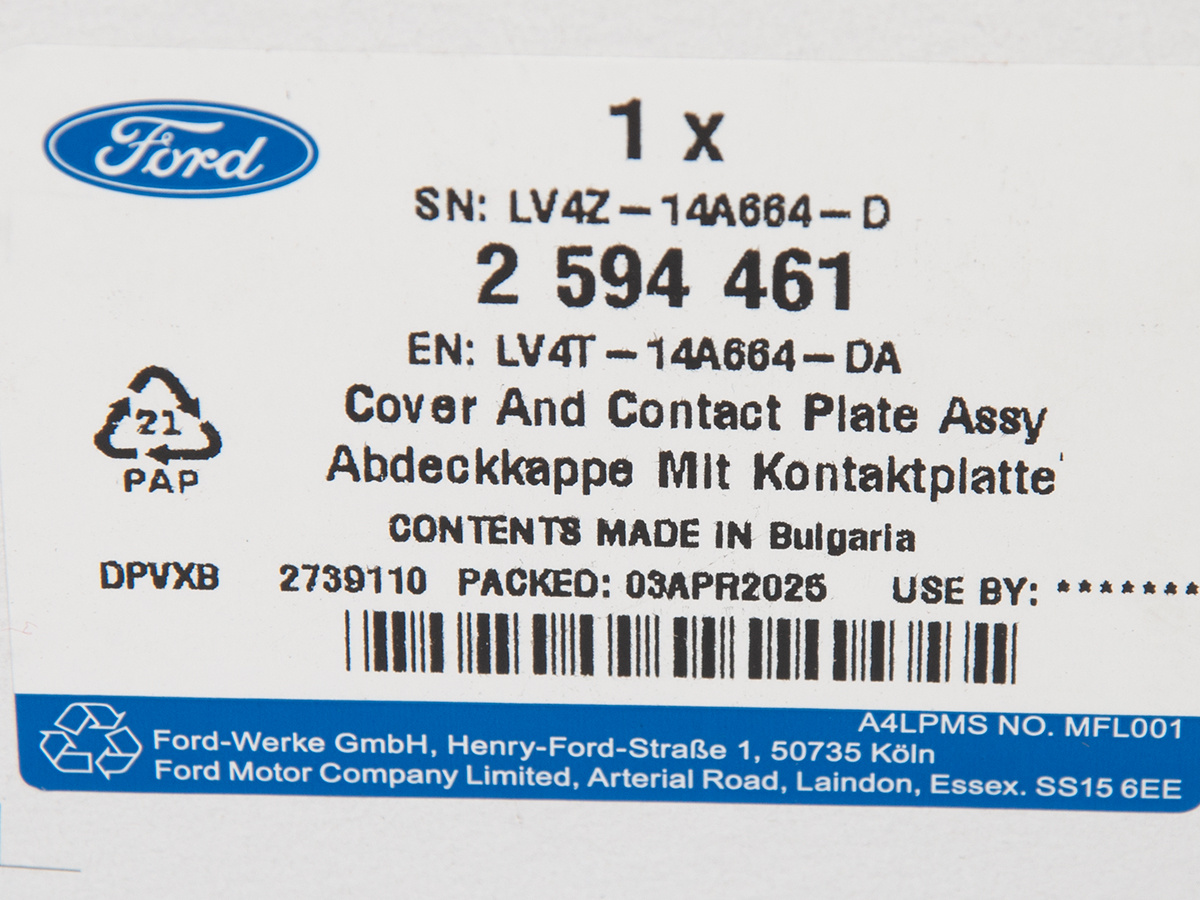 Ford
1 x
SN: LV4Z-14A664-D
2 594 461
EN: LV4T-14A664-DA
21
PAP
Cover And Contact Plate Assy
Abdeckkappe Mit Kontaktplatte
CONTENTS MADE IN Bulgaria
DPVXB 2739110 PACKED: 03APR2025 USE BY: *******
A4LPMS NO. MFL001
Ford-Werke GmbH, Henry-Ford-Straße 1, 50735 Köln
Ford Motor Company Limited, Arterial Road, Laindon, Essex. SS15 6EE